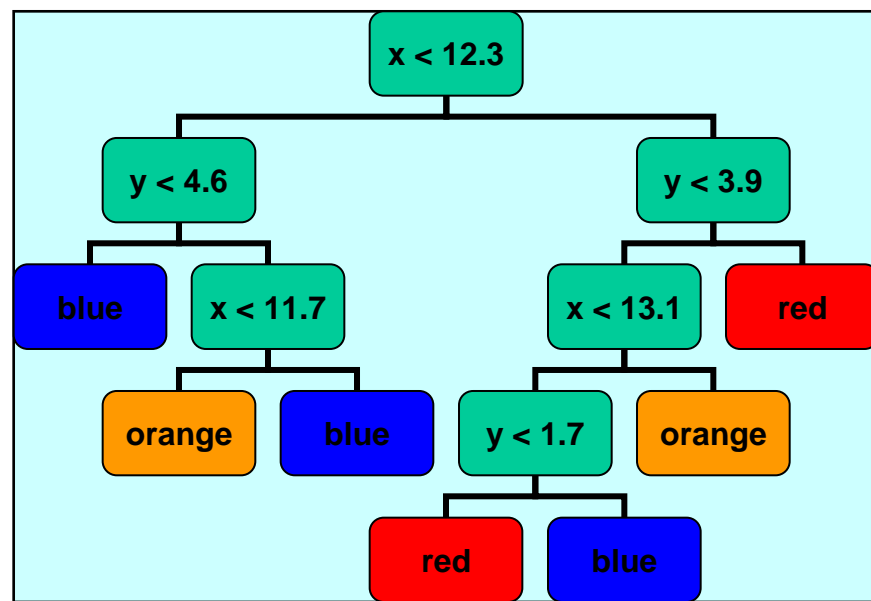 x < 12.3
y < 4.6
y < 3.9
blue
x < 11.7
x < 13.1
red
orange
blue
y < 1.7
orange
red
blue